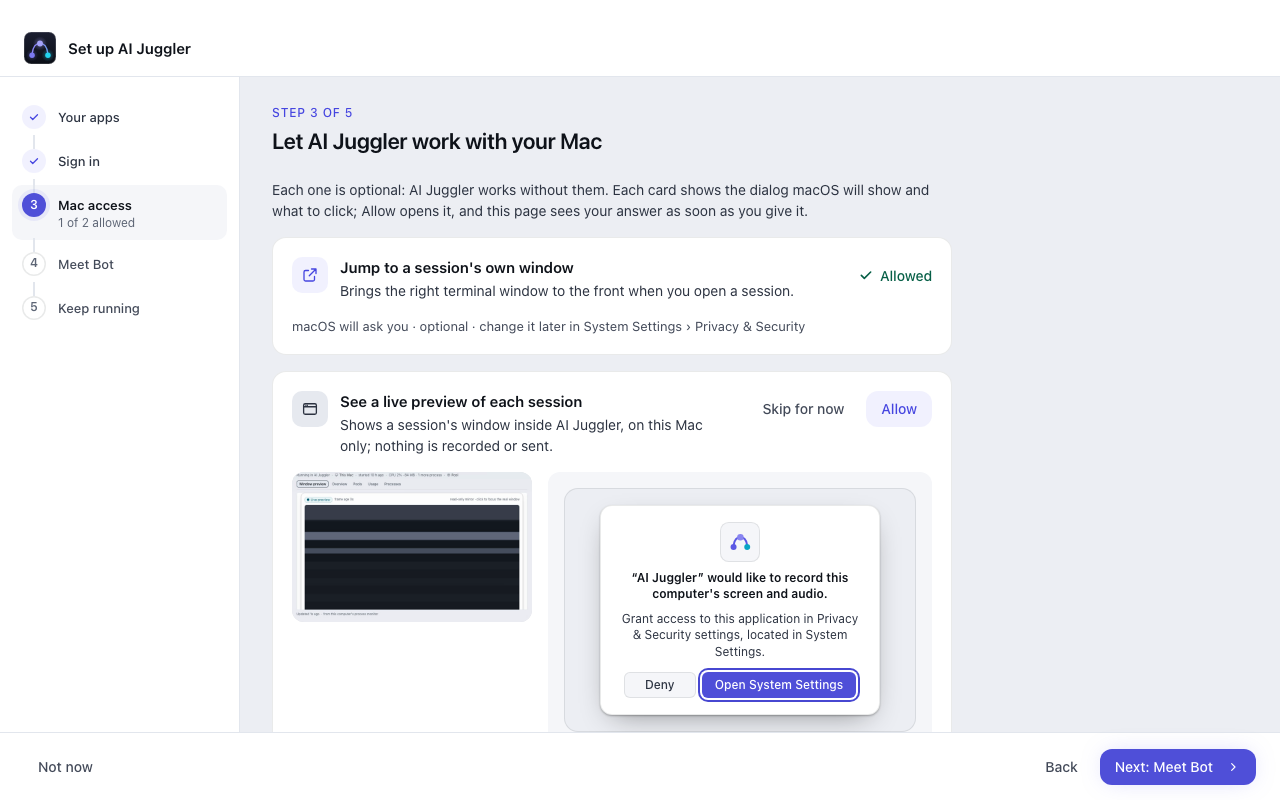 Set up AI Juggler
Your apps
Sign in
3
Mac access
1 of 2 allowed
4
Meet Bot
5
Keep running
STEP 3 OF 5
Let AI Juggler work with your Mac
Each one is optional: AI Juggler works without them. Each card shows the dialog macOS will show and
what to click; Allow opens it, and this page sees your answer as soon as you give it.
Jump to a session's own window
Brings the right terminal window to the front when you open a session.
Allowed
macOS will ask you · optional · change it later in System Settings › Privacy & Security
See a live preview of each session
Shows a session's window inside AI Juggler, on this Mac
only; nothing is recorded or sent.
Skip for now
Allow
Window preview Overview
“AI Juggler” would like to record this
computer's screen and audio.
Grant access to this application in Privacy
& Security settings, located in System
Settings.
Deny
Open System Settings
Not now
Back
Next: Meet Bot